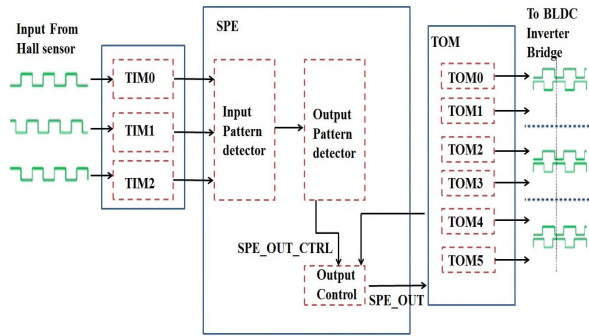 Input From
Hall sensor
TIM0
TIM1
TIM2
SPE
Input
Pattern
detector
Output
Pattern
detector
SPE_OUT_CTRL
Output
Control
SPE_OUT
TOM
TOM0
TOM1
TOM2
TOM3
TOM4
TOM5
To BLDC
Inverter
Bridge